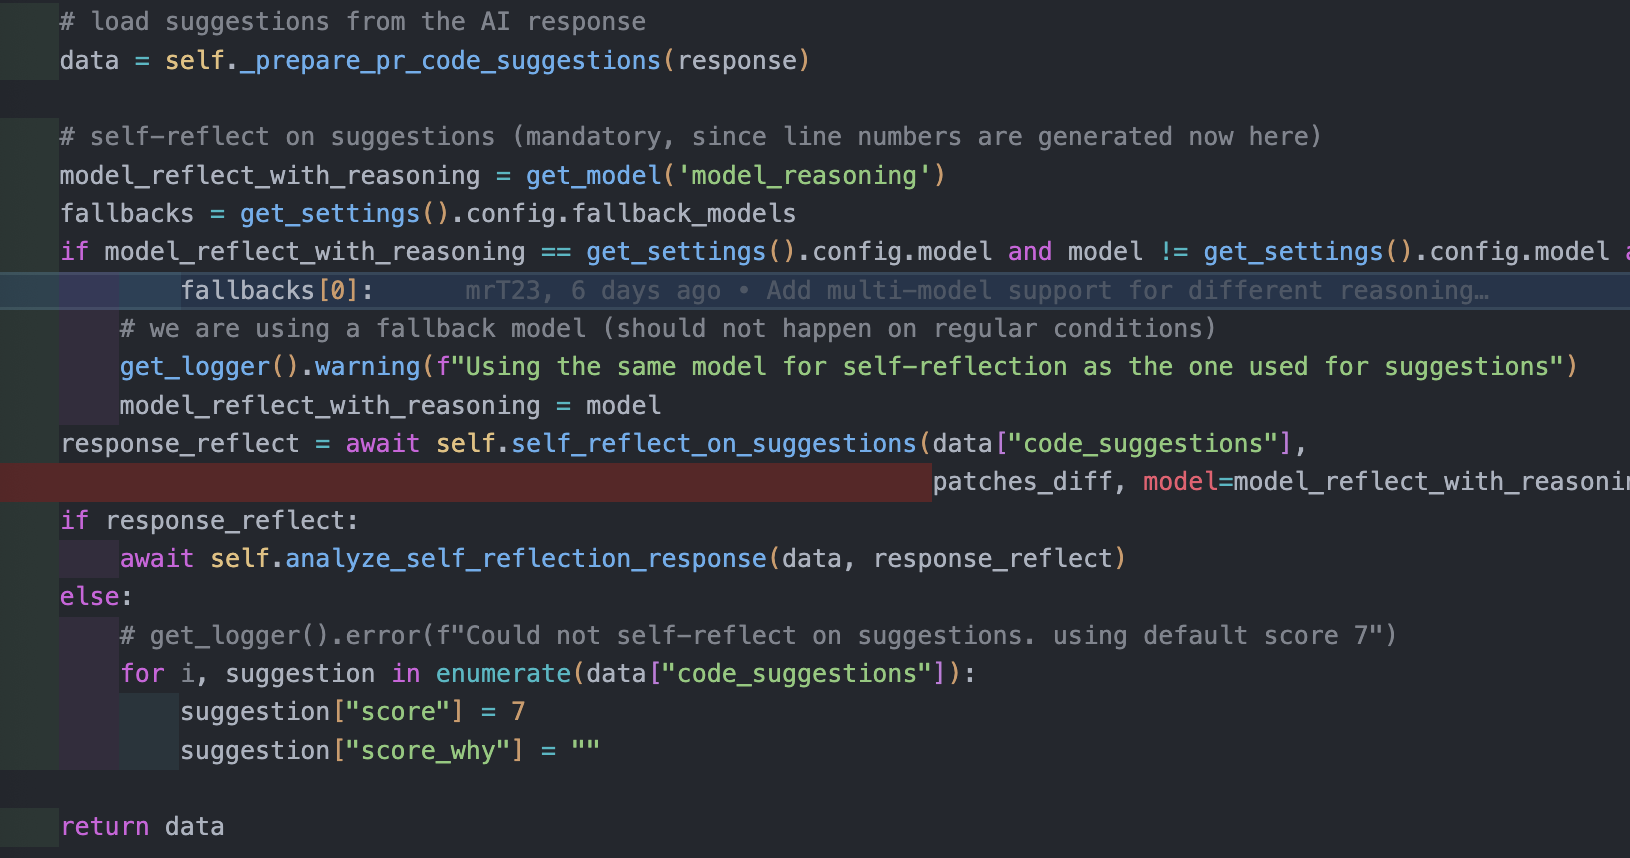 # load suggestions from the AI response
data = self._prepare_pr_code_suggestions(response)
# self-reflect on suggestions (mandatory, since line numbers are generated now here)
model_reflect_with_reasoning = get_model('model_reasoning')
fallbacks = get_settings().config.fallback_models
if model_reflect_with_reasoning == get_settings().config.model and model != get_settings().config.model
fallbacks[0]: mrT23, 6 days ago • Add multi-model support for different reasoning…
# we are using a fallback model (should not happen on regular conditions)
get_logger().warning(f"Using the same model for self-reflection as the one used for suggestions")
model_reflect_with_reasoning = model
response_reflect = await self.self_reflect_on_suggestions(data["code_suggestions"],
patches_diff, model=model_reflect_with_reasonin
if response_reflect:
await self.analyze_self_reflection_response(data, response_reflect)
else:
# get_logger().error(f"Could not self-reflect on suggestions. using default score 7")
for i, suggestion in enumerate(data["code_suggestions"]):
suggestion["score"] = 7
suggestion["score_why"] = ""
return data